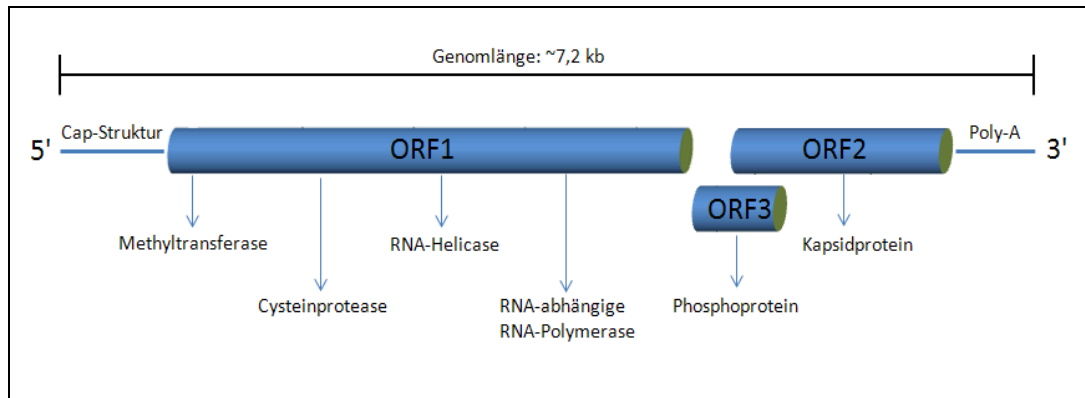 Genomlänge: ~7,2 kb
5'
Cap-Struktur
ORF1
ORF2
Poly-A
3'
ORF3
Methyltransferase
RNA-Helicase
Kapsidprotein
Cysteinprotease
RNA-abhängige
RNA-Polymerase
Phosphoprotein